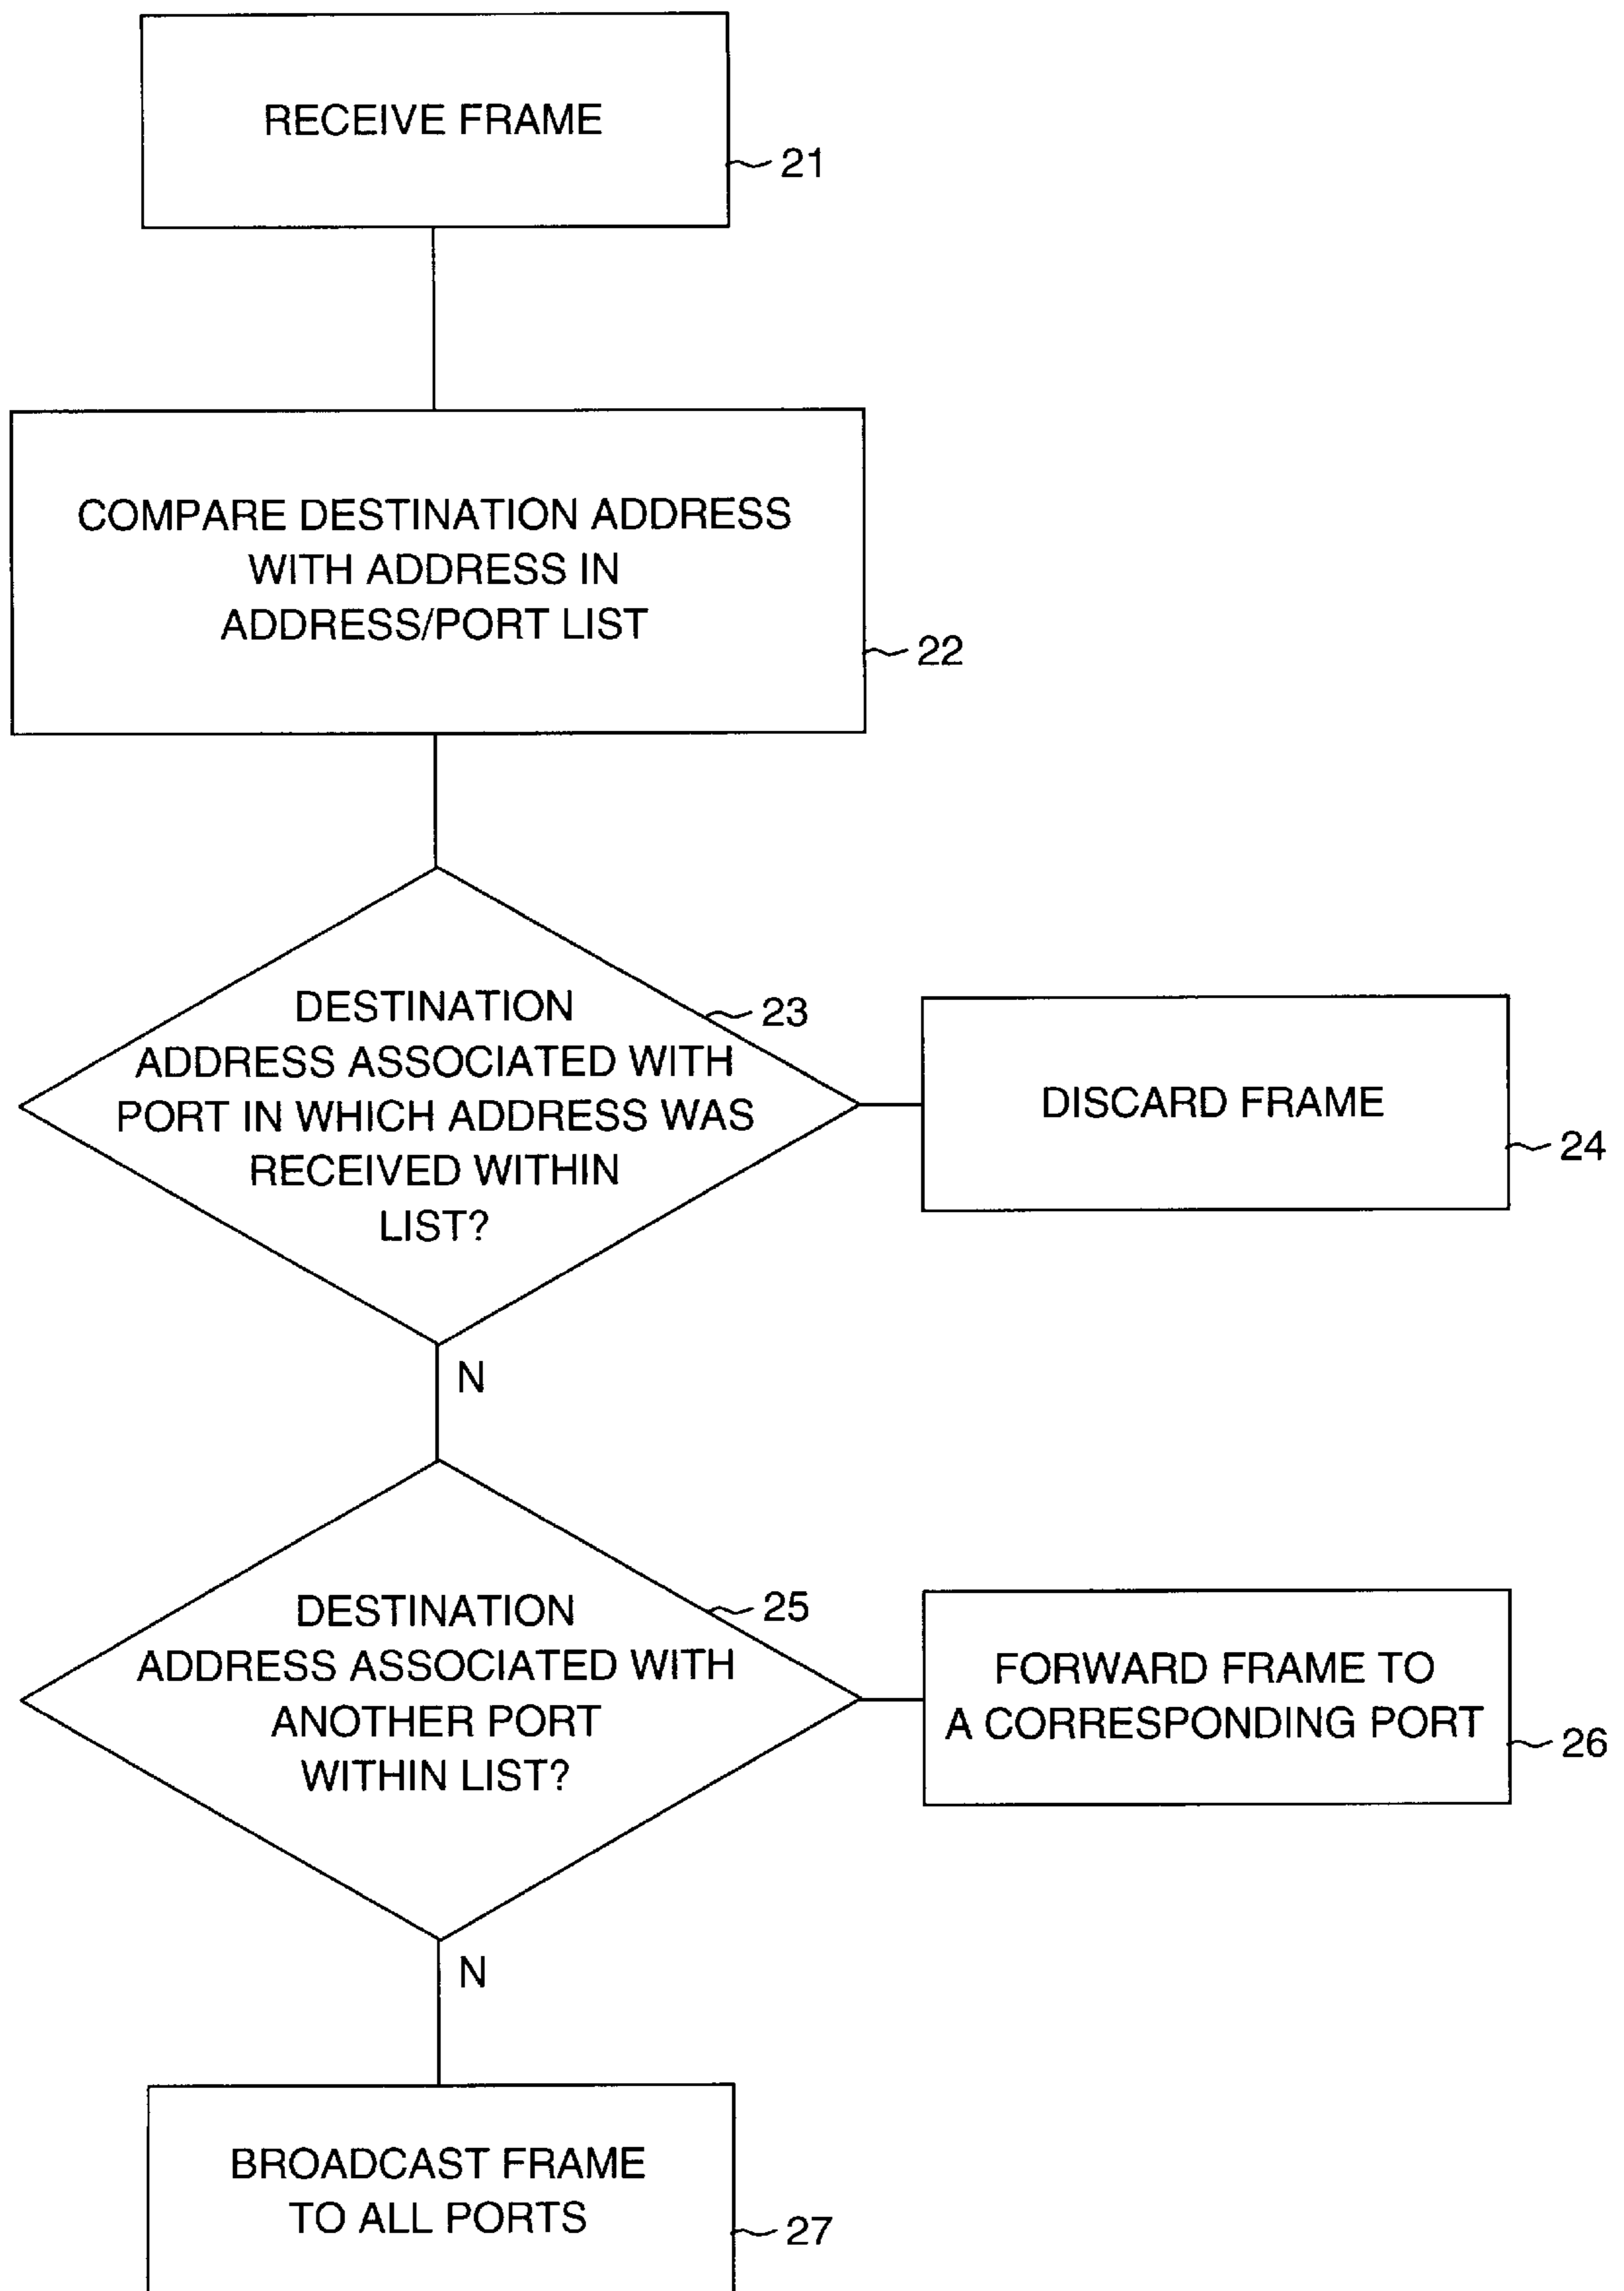 RECEIVE FRAME
21
COMPARE DESTINATION ADDRESS
WITH ADDRESS IN
ADDRESS/PORT LIST
22
DESTINATION
ADDRESS ASSOCIATED WITH
PORT IN WHICH ADDRESS WAS
RECEIVED WITHIN
LIST?
23
DISCARD FRAME
24
N
DESTINATION
ADDRESS ASSOCIATED WITH
ANOTHER PORT
WITHIN LIST?
25
FORWARD FRAME TO
A CORRESPONDING PORT
26
N
BROADCAST FRAME
TO ALL PORTS
27